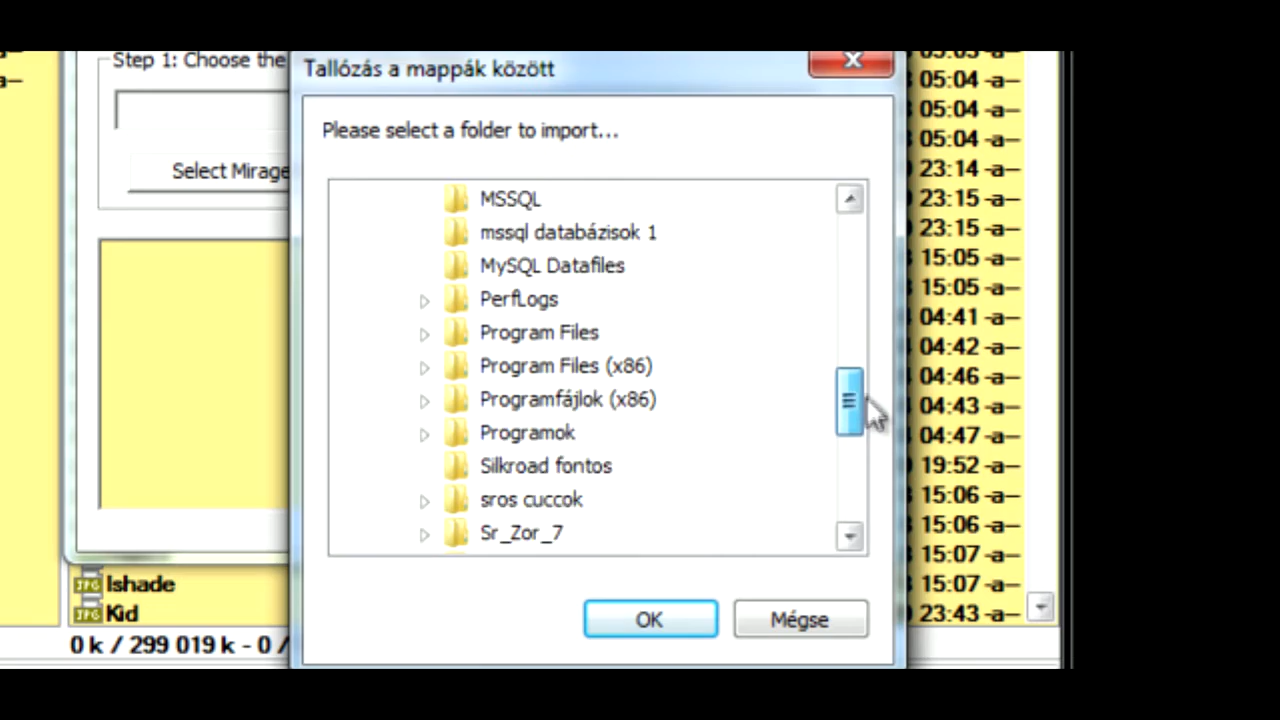 Step 1: Choose the
Tallózás a mappák között
Please select a folder to import...
Select Mirage
MSSQL
mssql databázisok 1
MySQL Datafiles
PerfLogs
Program Files
Program Files (x86)
Programfájlok (x86)
Programok
Silkroad fontos
sros cuccok
Sr_Zor_7
OK
Mégse
Ishade
Kid
0 k / 299 019 k - 0 /
05:04 -a--
05:04 -a--
05:04 -a--
23:14 -a--
23:15 -a--
23:15 -a--
15:05 -a--
15:05 -a--
04:41 -a--
04:42 -a--
04:46 -a--
04:43 -a--
04:47 -a--
19:52 -a--
15:06 -a--
15:06 -a--
15:07 -a--
15:07 -a--
23:43 -a--